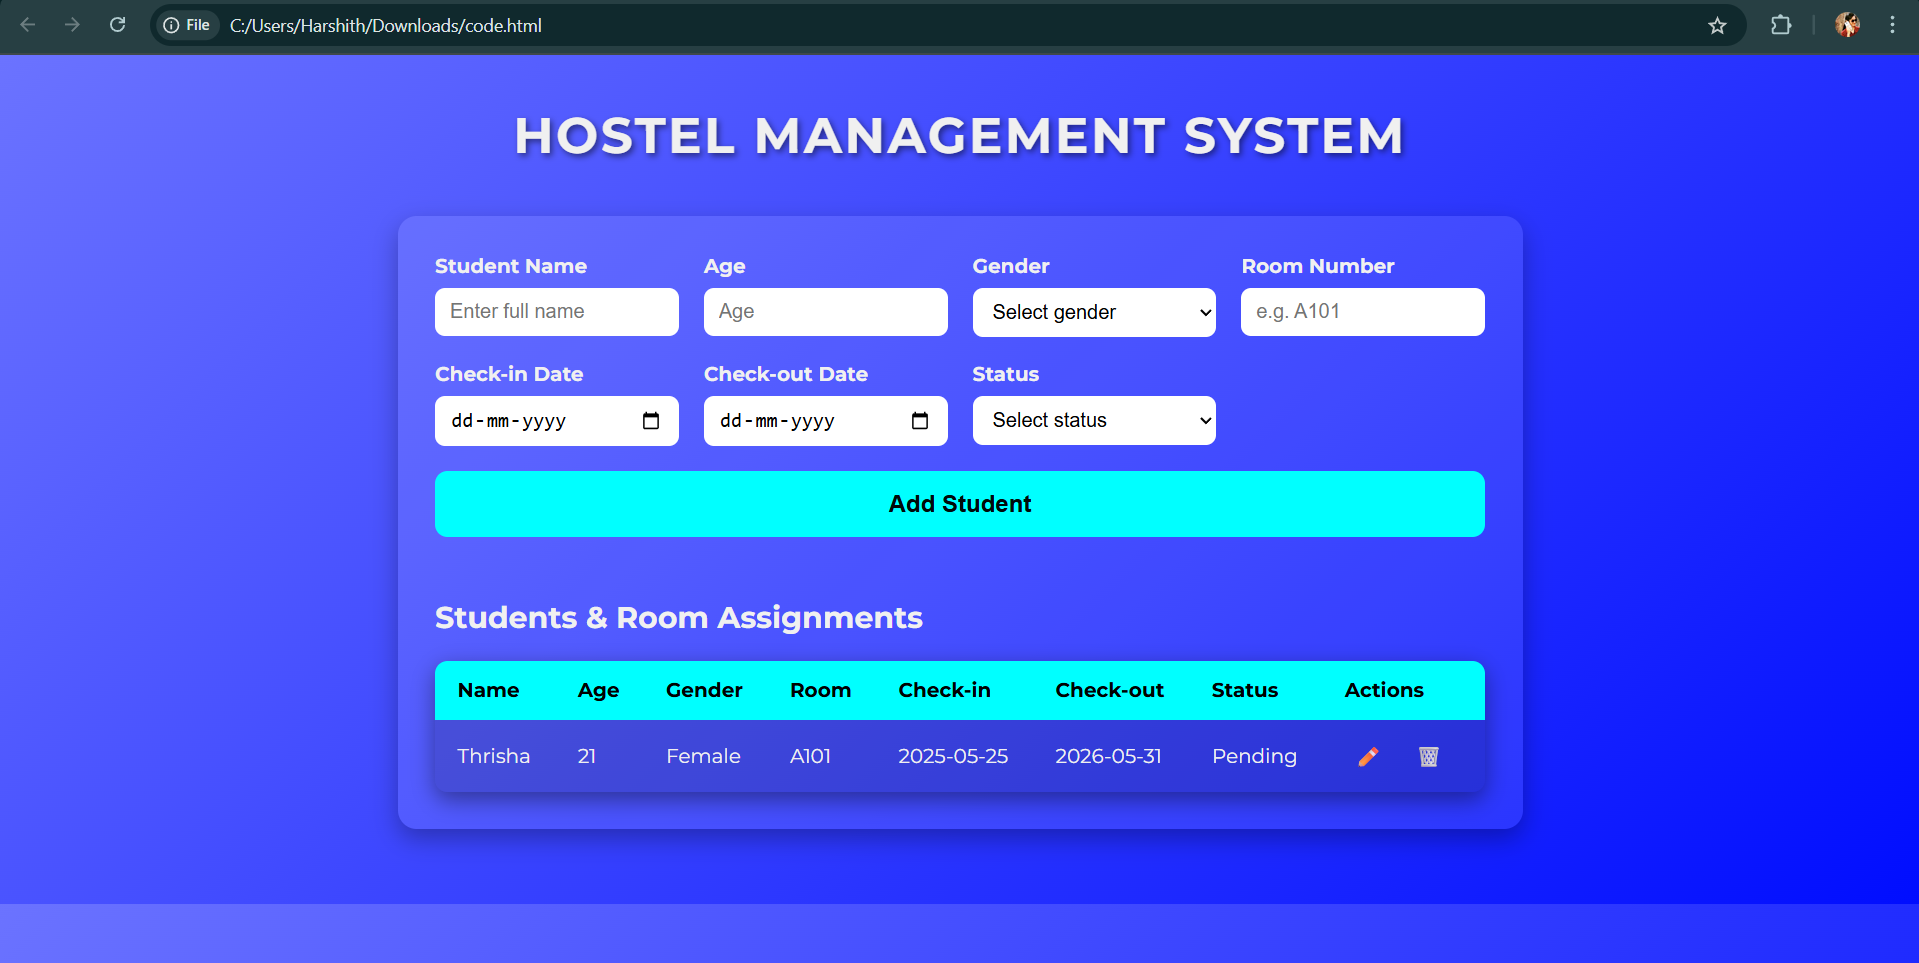 File C:/Users/Harshith/Downloads/code.html
HOSTEL MANAGEMENT SYSTEM
Student Name Age Gender Room Number
Enter full name Age Select gender e.g. A101
Check-in Date Check-out Date Status
dd-mm-yyyy dd-mm-yyyy Select status
Add Student
Students & Room Assignments
Name Age Gender Room Check-in Check-out Status Actions
Thrisha 21 Female A101 2025-05-25 2026-05-31 Pending